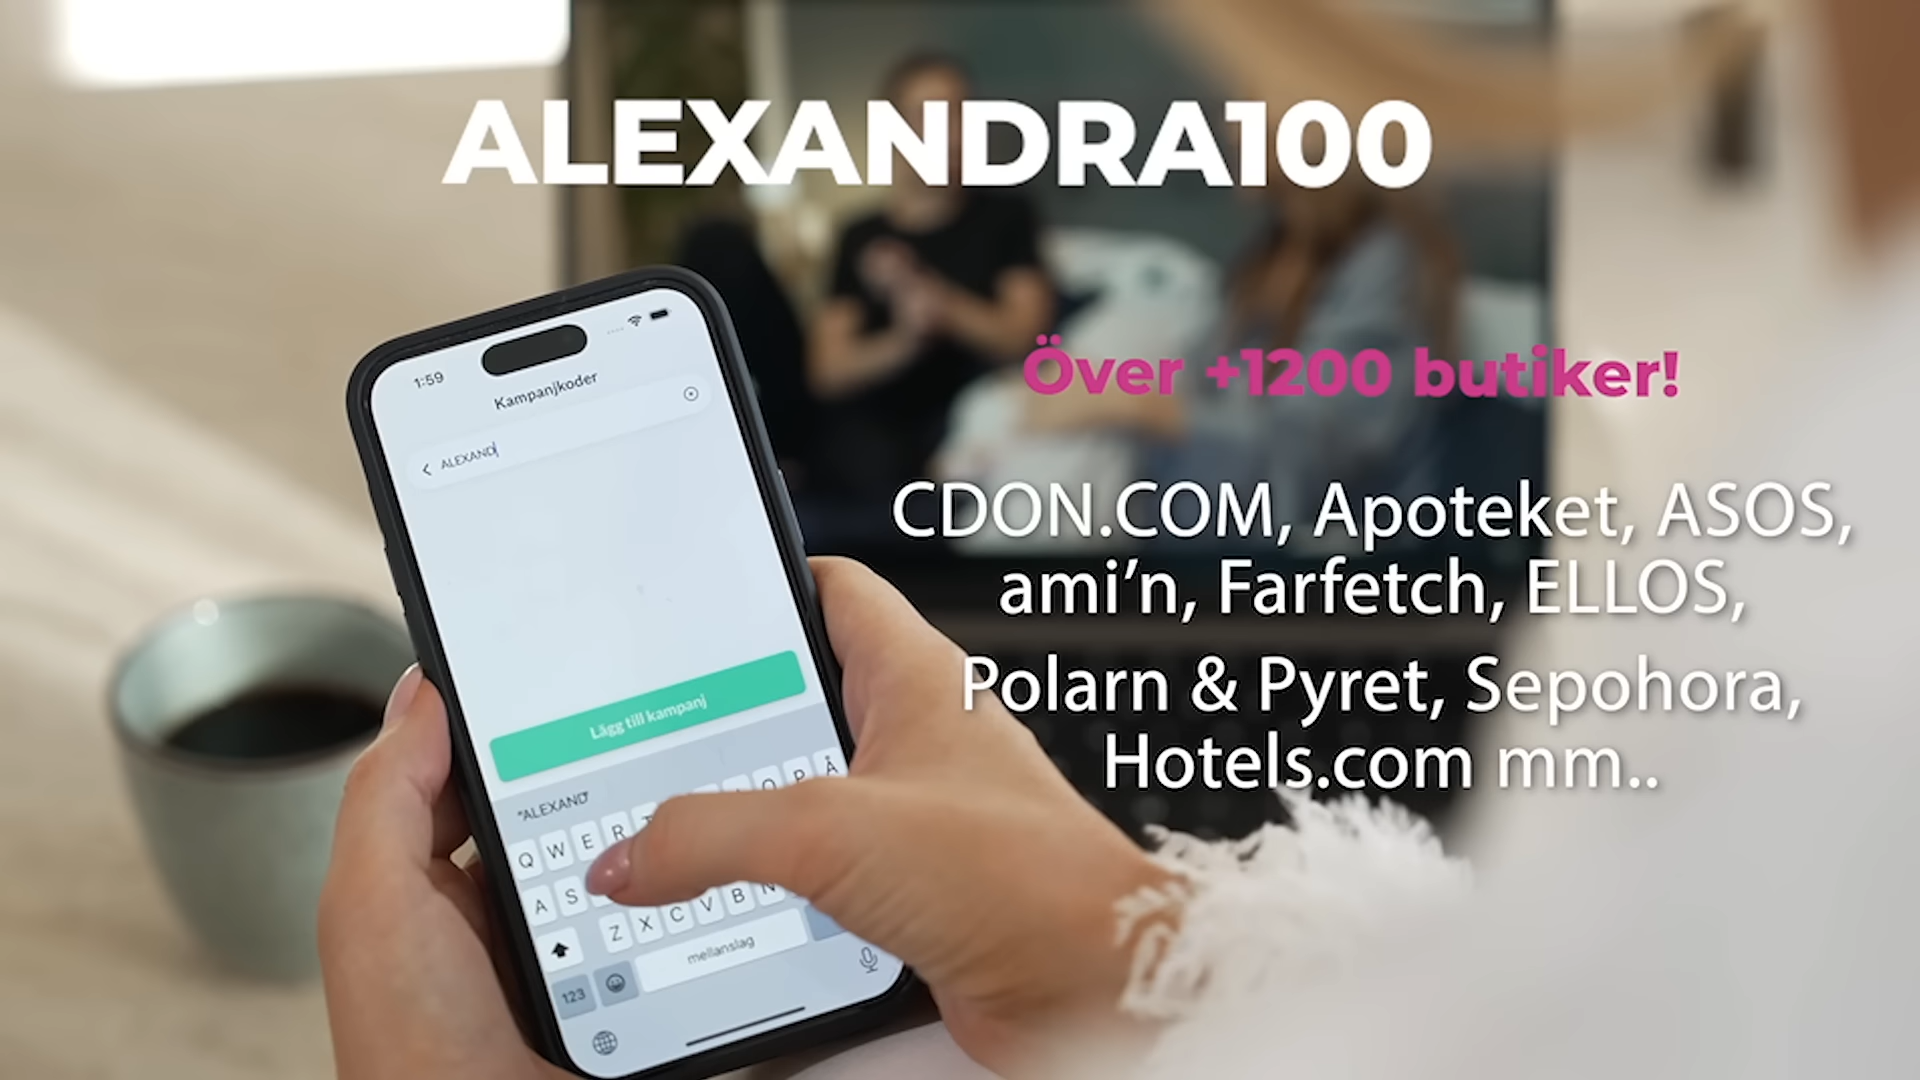 ALEXANDRA100
Över +1200 butiker!
CDON.COM, Apoteket, ASOS,
ami’n, Farfetch, ELLOS,
Polarn & Pyret, Sepohora,
Hotels.com mm..
1:59
Kampanjkoder
ALEXAND
Lägg till kampanj
"ALEXAND"
Q W E R T O P Å
A S
Z X C V B N
mellanslag
123